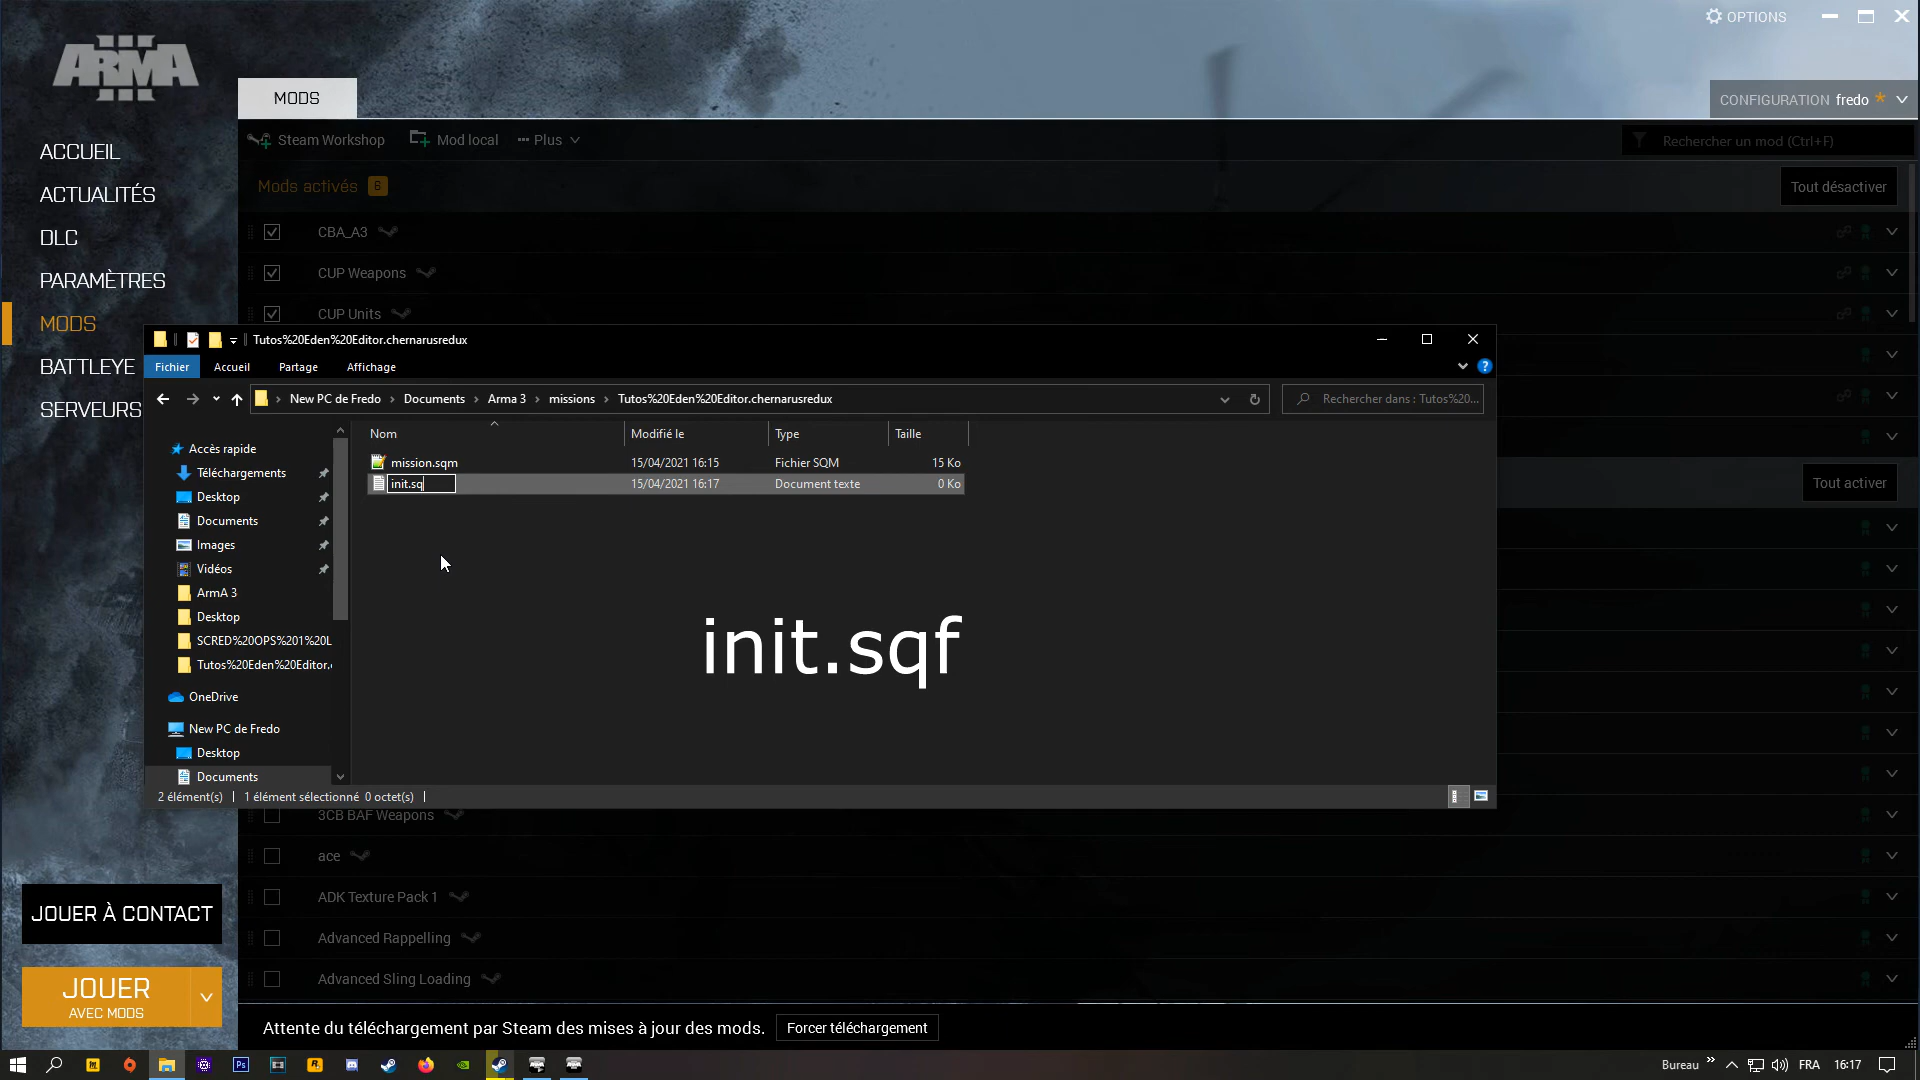 OPTIONS
ARMA III
MODS
CONFIGURATION fredo *
Steam Workshop
Mod local
Plus
Rechercher un mod (Ctrl+F)
ACCUEIL
ACTUALITÉS
DLC
PARAMÈTRES
MODS
BATTLEYE
SERVEURS
Mods activés 6
Tout désactiver
CBA_A3
CUP Weapons
CUP Units
Tutos%20Eden%20Editor.chernarusredux
Fichier
Accueil
Partage
Affichage
New PC de Fredo > Documents > Arma 3 > missions > Tutos%20Eden%20Editor.chernarusredux
Rechercher dans : Tutos%20...
Nom
Modifié le
Type
Taille
mission.sqm 15/04/2021 16:15 Fichier SQM 15 Ko
init.sq 15/04/2021 16:17 Document texte 0 Ko
Accès rapide
Téléchargements
Desktop
Documents
Images
Vidéos
ArmA 3
Desktop
SCRED%20OPS%201%20L
Tutos%20Eden%20Editor.
OneDrive
New PC de Fredo
Desktop
Documents
init.sqf
2 élément(s)
1 élément sélectionné 0 octet(s)
Tout activer
3CB BAF Weapons
ace
ADK Texture Pack 1
Advanced Rappelling
Advanced Sling Loading
JOUER À CONTACT
JOUER
AVEC MODS
Attente du téléchargement par Steam des mises à jour des mods.
Forcer téléchargement
Bureau
FRA
16:17